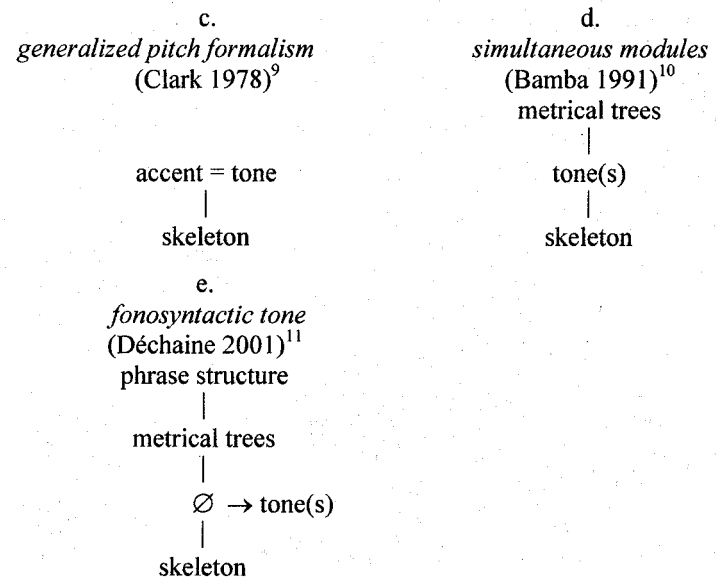 c.
generalized pitch formalism
(Clark 1978)⁹
accent = tone
skeleton
d.
simultaneous modules
(Bamba 1991)¹⁰
metrical trees
tone(s)
skeleton
e.
fonosyntactic tone
(Déchaine 2001)¹¹
phrase structure
metrical trees
∅ → tone(s)
skeleton